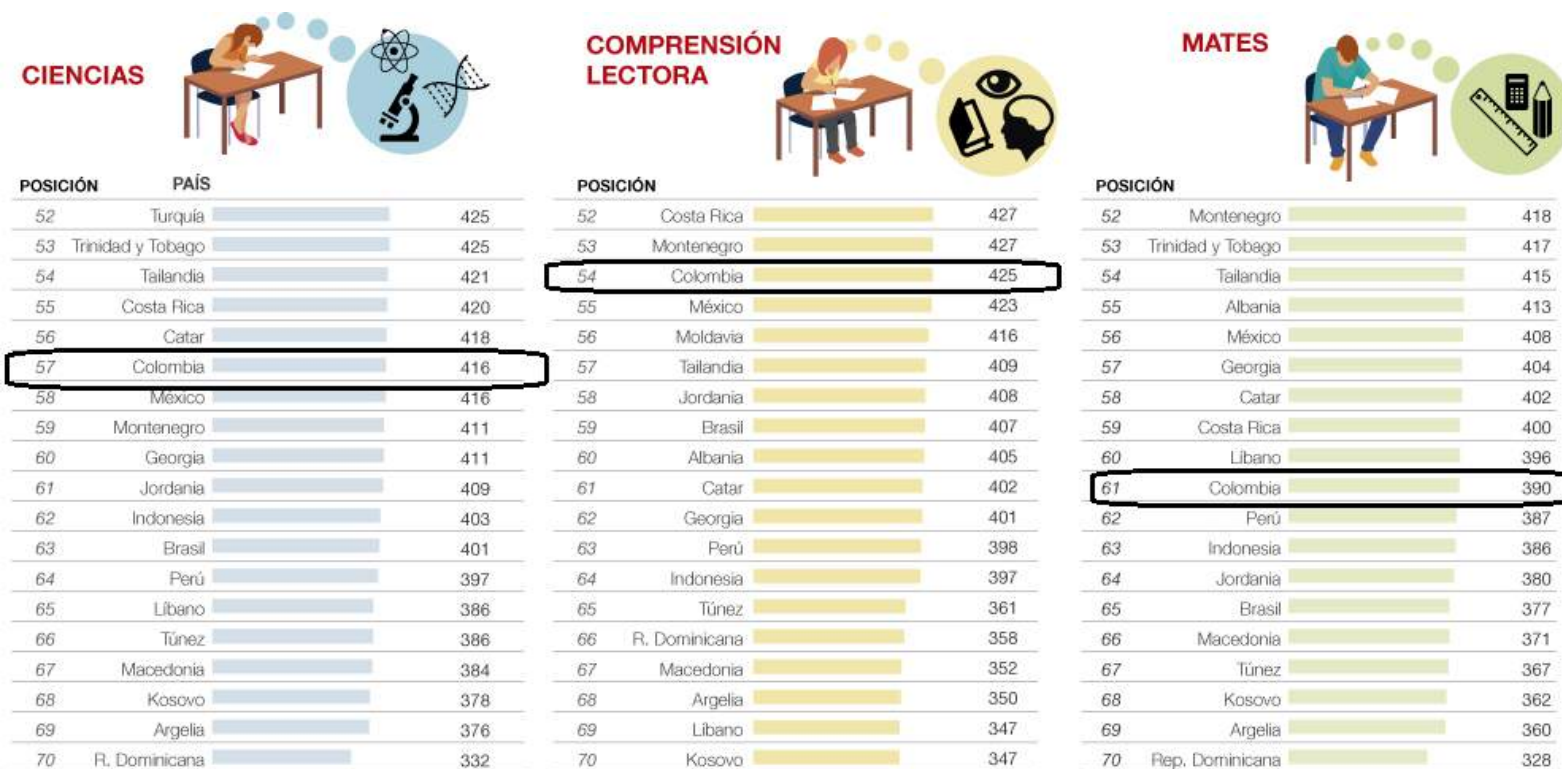 CIENCIAS
POSICIÓN PAÍS
52 Turquía 425
53 Trinidad y Tobago 425
54 Tailandia 421
55 Costa Rica 420
56 Catar 418
57 Colombia 416
58 México 416
59 Montenegro 411
60 Georgia 411
61 Jordania 409
62 Indonesia 403
63 Brasil 401
64 Perú 397
65 Líbano 386
66 Túnez 386
67 Macedonia 384
68 Kosovo 378
69 Argelia 376
70 R. Dominicana 332
COMPRENSIÓN
LECTORA
POSICIÓN
52 Costa Rica 427
53 Montenegro 427
54 Colombia 425
55 México 423
56 Moldavia 416
57 Tailandia 409
58 Jordania 408
59 Brasil 407
60 Albania 405
61 Catar 402
62 Georgia 401
63 Perú 398
64 Indonesia 397
65 Túnez 361
66 R. Dominicana 358
67 Macedonia 352
68 Argelia 350
69 Líbano 347
70 Kosovo 347
MATES
POSICIÓN
52 Montenegro 418
53 Trinidad y Tobago 417
54 Tailandia 415
55 Albania 413
56 México 408
57 Georgia 404
58 Catar 402
59 Costa Rica 400
60 Líbano 396
61 Colombia 390
62 Perú 387
63 Indonesia 386
64 Jordania 380
65 Brasil 377
66 Macedonia 371
67 Túnez 367
68 Kosovo 362
69 Argelia 360
70 Rep. Dominicana 328